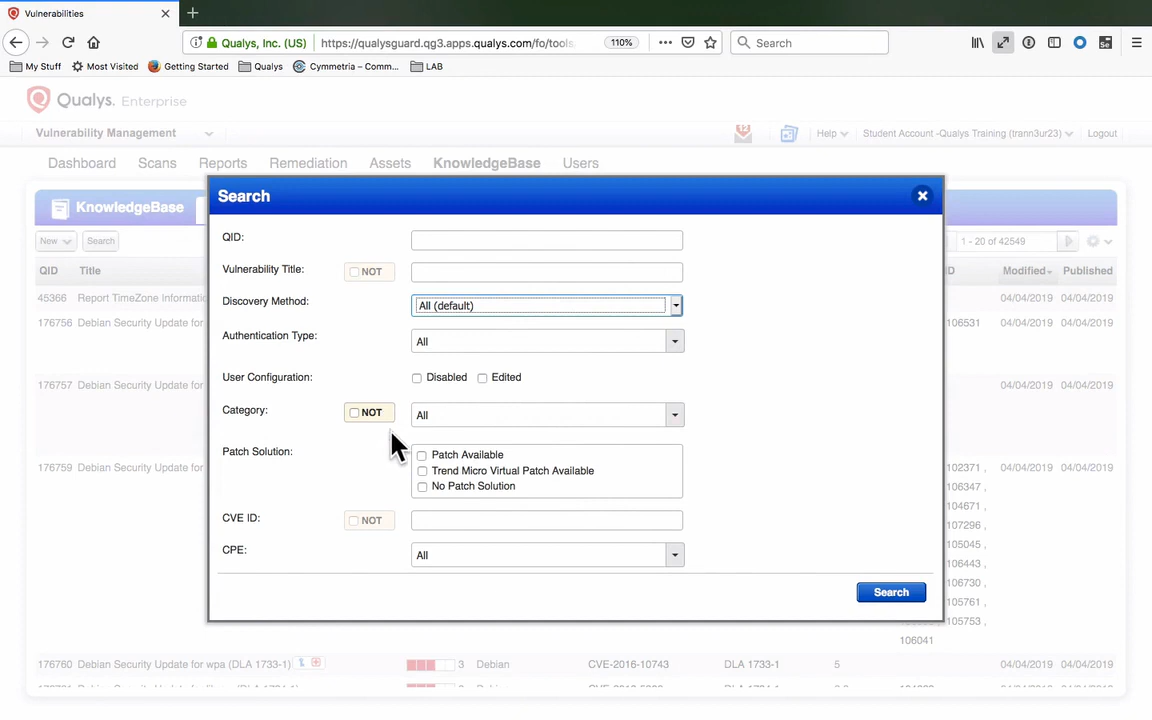 Vulnerabilities
Qualys, Inc. (US) https://qualysguard.qg3.apps.qualys.com/fo/tools 110% Search
My Stuff Most Visited Getting Started Qualys Cymmetria – Comm... LAB
Qualys. Enterprise
Vulnerability Management 12 Help Student Account -Qualys Training (trann3ur23) Logout
Dashboard Scans Reports Remediation Assets KnowledgeBase Users
KnowledgeBase
Search
New Search 1 - 20 of 42549
QID Title ID Modified Published
QID:
Vulnerability Title: NOT
Discovery Method: All (default)
Authentication Type: All
User Configuration: Disabled Edited
Category: NOT All
Patch Solution: Patch Available
Trend Micro Virtual Patch Available
No Patch Solution
CVE ID: NOT
CPE: All
Search
45366 Report TimeZone Informatio 04/04/2019 04/04/2019
176756 Debian Security Update for 106531 04/04/2019 04/04/2019
176757 Debian Security Update for 04/04/2019 04/04/2019
176759 Debian Security Update for 102371 , 04/04/2019 04/04/2019
106347 ,
104671 ,
107296 ,
105045 ,
106443 ,
106730 ,
105761 ,
105753 ,
106041
176760 Debian Security Update for wpa (DLA 1733-1) 3 Debian CVE-2016-10743 DLA 1733-1 5 04/04/2019 04/04/2019